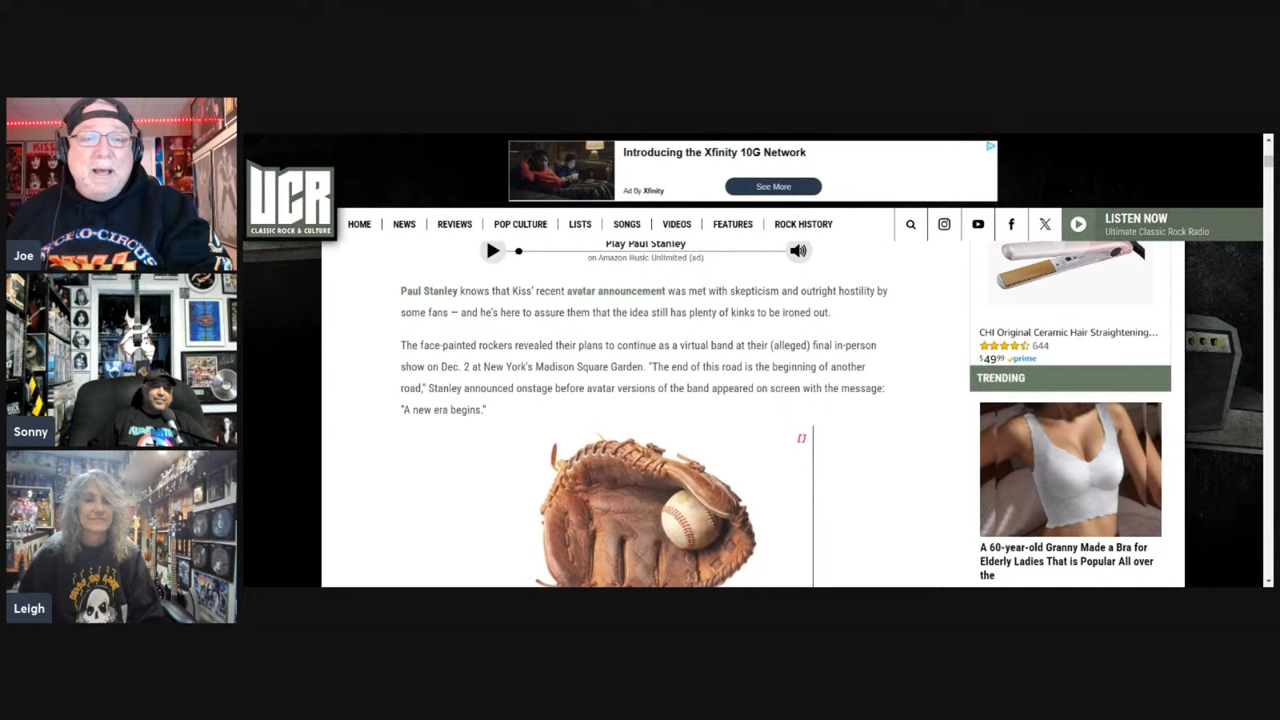 Introducing the Xfinity 10G Network
Ad By Xfinity
See More
UCR
CLASSIC ROCK & CULTURE
HOME NEWS REVIEWS POP CULTURE LISTS SONGS VIDEOS FEATURES ROCK HISTORY
LISTEN NOW
Ultimate Classic Rock Radio
Play Paul Stanley
on Amazon Music Unlimited (ad)
Paul Stanley knows that Kiss' recent avatar announcement was met with skepticism and outright hostility by
some fans — and he's here to assure them that the idea still has plenty of kinks to be ironed out.
The face-painted rockers revealed their plans to continue as a virtual band at their (alleged) final in-person
show on Dec. 2 at New York's Madison Square Garden. "The end of this road is the beginning of another
road," Stanley announced onstage before avatar versions of the band appeared on screen with the message:
"A new era begins."
[]
CHI Original Ceramic Hair Straightening...
644
$49⁹⁹ prime
TRENDING
A 60-year-old Granny Made a Bra for
Elderly Ladies That is Popular All over
the
KISS
Joe
Sonny
Leigh